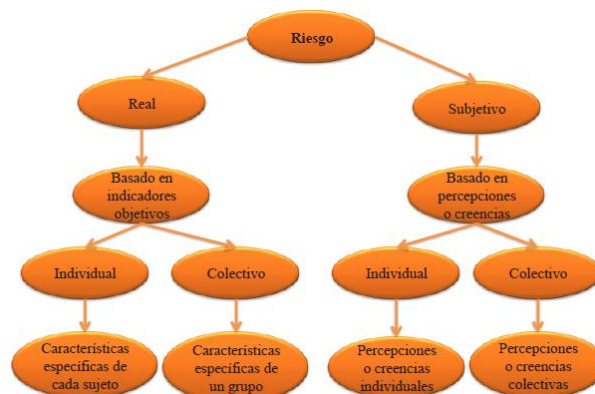 Riesgo
Real
Subjetivo
Basado en
indicadores
objetivos
Basado en
percepciones
o creencias
Individual
Colectivo
Individual
Colectivo
Características
específicas de
cada sujeto
Características
específicas de
un grupo
Percepciones
o creencias
individuales
Percepciones
o creencias
colectivas